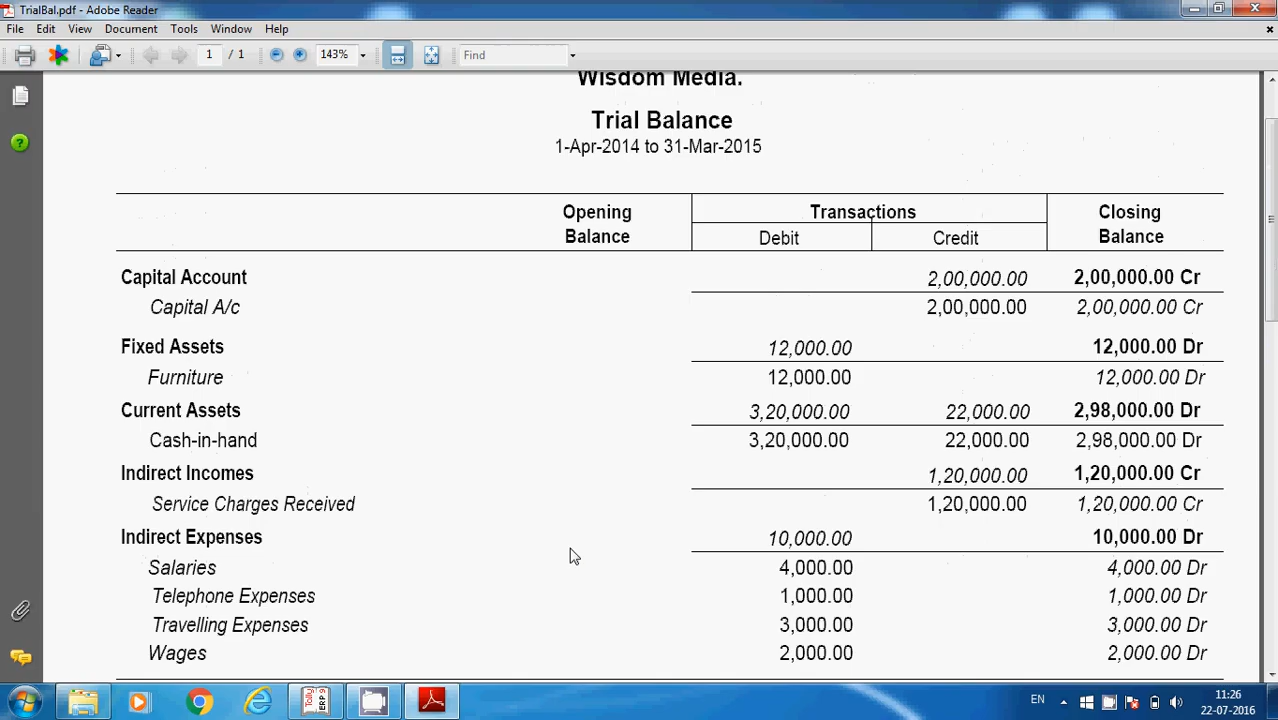 TrialBal.pdf - Adobe Reader
File Edit View Document Tools Window Help
1 / 1 143% Find
Wisdom Media.
Trial Balance
1-Apr-2014 to 31-Mar-2015
Opening Balance Transactions Closing Balance
Debit Credit
Capital Account 2,00,000.00 2,00,000.00 Cr
Capital A/c 2,00,000.00 2,00,000.00 Cr
Fixed Assets 12,000.00 12,000.00 Dr
Furniture 12,000.00 12,000.00 Dr
Current Assets 3,20,000.00 22,000.00 2,98,000.00 Dr
Cash-in-hand 3,20,000.00 22,000.00 2,98,000.00 Dr
Indirect Incomes 1,20,000.00 1,20,000.00 Cr
Service Charges Received 1,20,000.00 1,20,000.00 Cr
Indirect Expenses 10,000.00 10,000.00 Dr
Salaries 4,000.00 4,000.00 Dr
Telephone Expenses 1,000.00 1,000.00 Dr
Travelling Expenses 3,000.00 3,000.00 Dr
Wages 2,000.00 2,000.00 Dr
Tally ERP 9
EN 11:26
22-07-2016